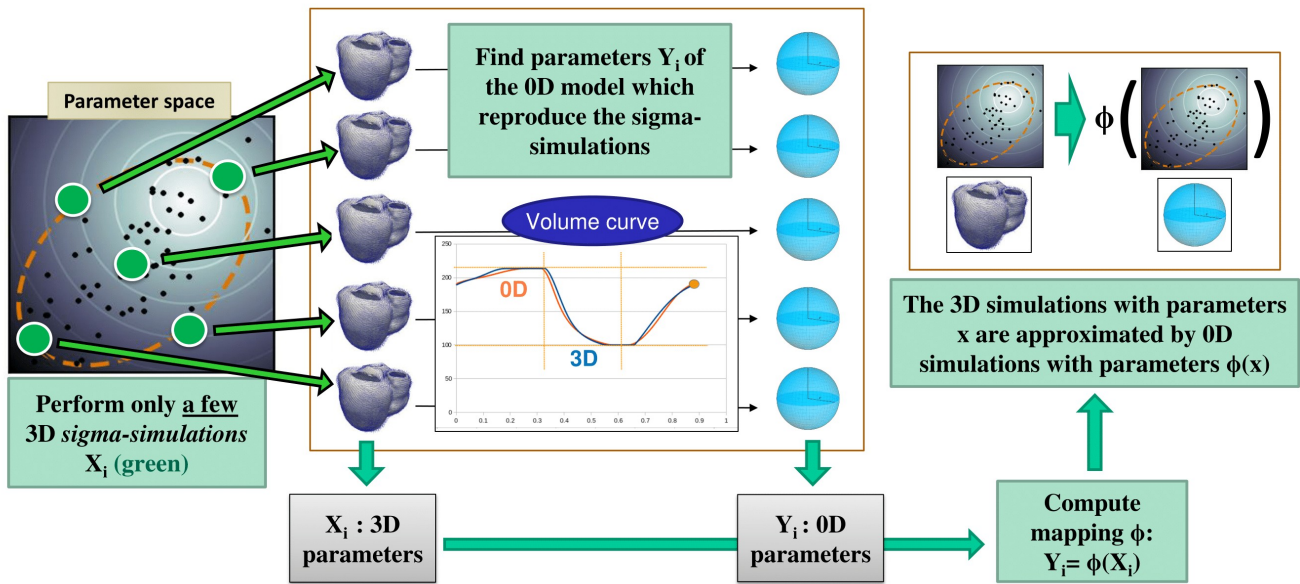 Parameter space
Perform only a few
3D sigma-simulations
Xi (green)
Find parameters Yi of
the 0D model which
reproduce the sigma-
simulations
Volume curve
250
200
150
100
50
0
0D
3D
0
0.1
0.2
0.3
0.4
0.5
0.6
0.7
0.8
0.9
1
Xi : 3D
parameters
Yi : 0D
parameters
Compute
mapping ϕ:
Yi= ϕ(Xi)
ϕ ( )
The 3D simulations with parameters
x are approximated by 0D
simulations with parameters ϕ(x)